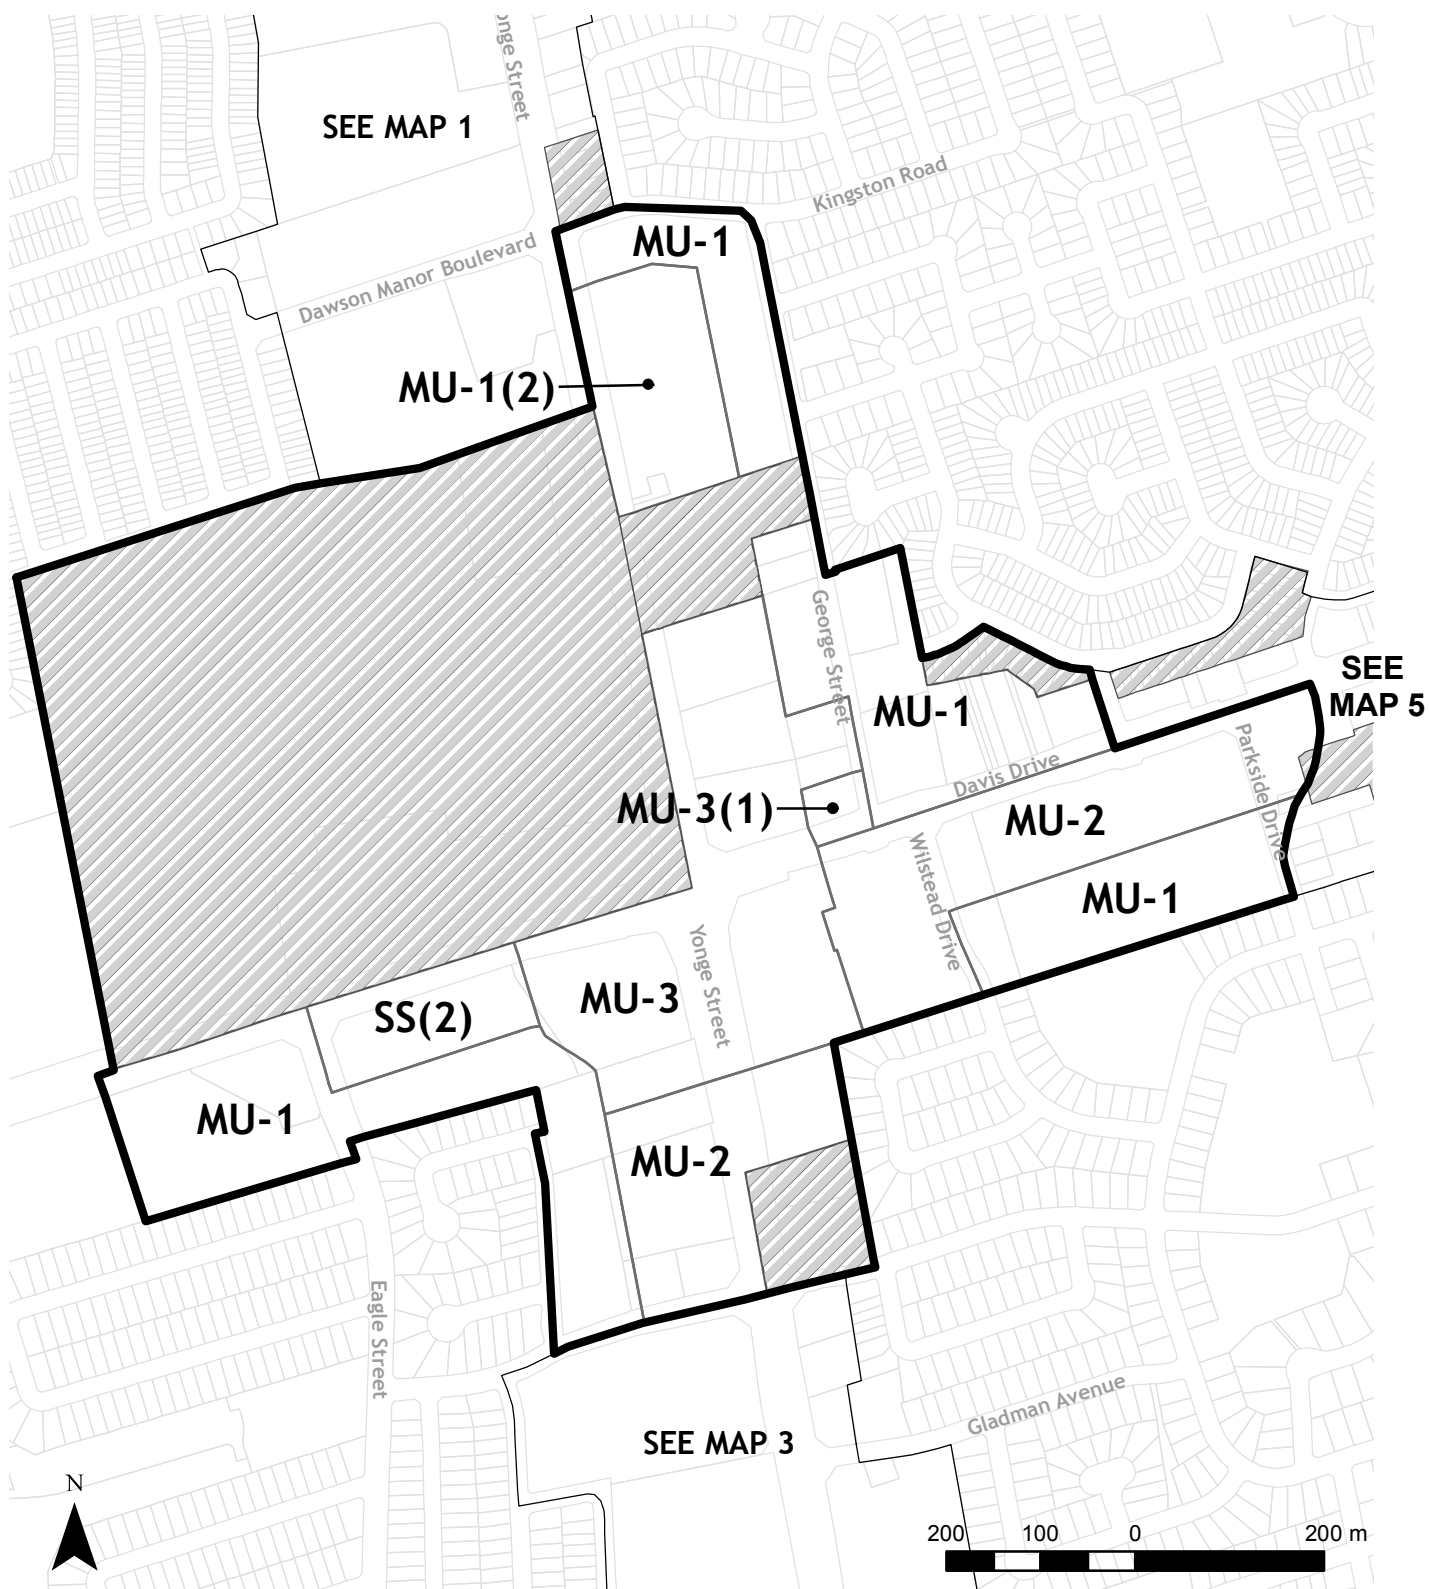 onge Street
SEE MAP 1
Kingston Road
MU-1
Dawson Manor Boulevard
MU-1(2)
George Street
SEE
MAP 5
MU-1
Parkside Drive
Davis Drive
MU-3(1)
MU-2
Wilstead Drive
MU-1
Yonge Street
MU-3
SS(2)
MU-1
MU-2
Eagle Street
Gladman Avenue
SEE MAP 3
N
200 100 0 200 m